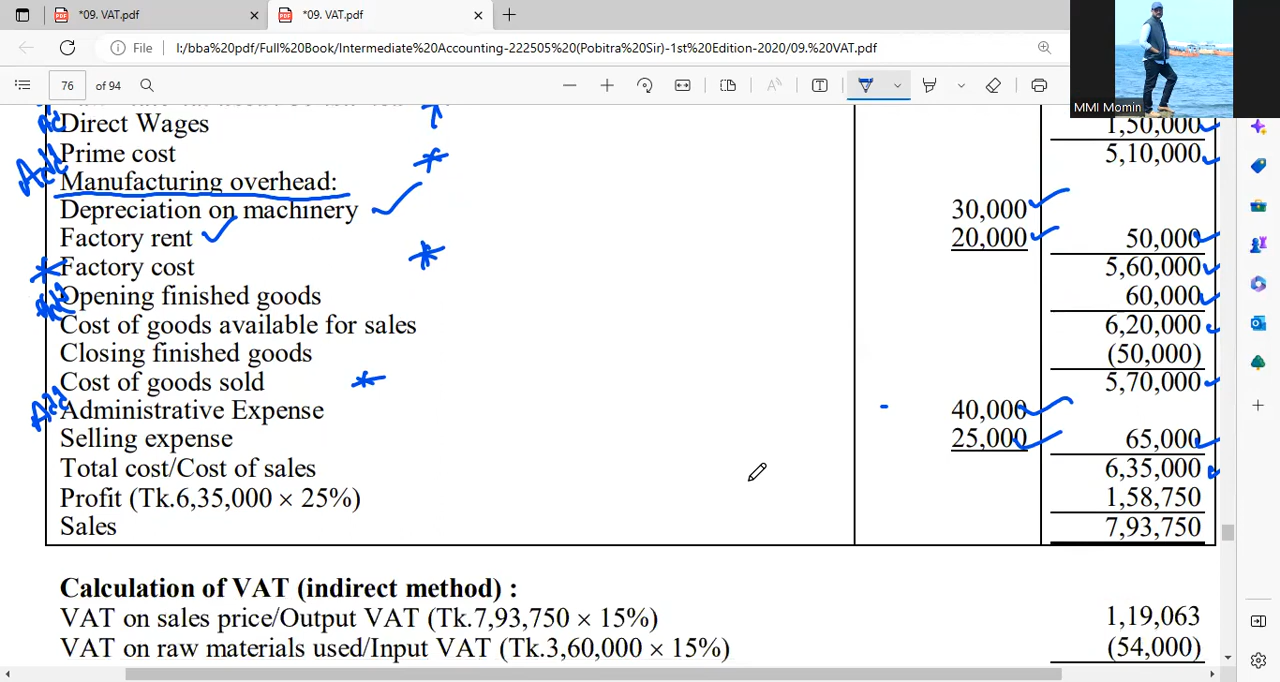 *09. VAT.pdf
*09. VAT.pdf
File
I:/bba%20pdf/Full%20Book/Intermediate%20Accounting-222505%20(Pobitra%20Sir)-1st%20Edition-2020/09.%20VAT.pdf
76 of 94
MMI Momin
Direct Wages 1,50,000
Add Prime cost 5,10,000
Manufacturing overhead:
Depreciation on machinery 30,000
Factory rent 20,000 50,000
Factory cost 5,60,000
Add Opening finished goods 60,000
Cost of goods available for sales 6,20,000
Closing finished goods (50,000)
Cost of goods sold 5,70,000
Add Administrative Expense 40,000
Selling expense 25,000 65,000
Total cost/Cost of sales 6,35,000
Profit (Tk.6,35,000 × 25%) 1,58,750
Sales 7,93,750
Calculation of VAT (indirect method) :
VAT on sales price/Output VAT (Tk.7,93,750 × 15%) 1,19,063
VAT on raw materials used/Input VAT (Tk.3,60,000 × 15%) (54,000)